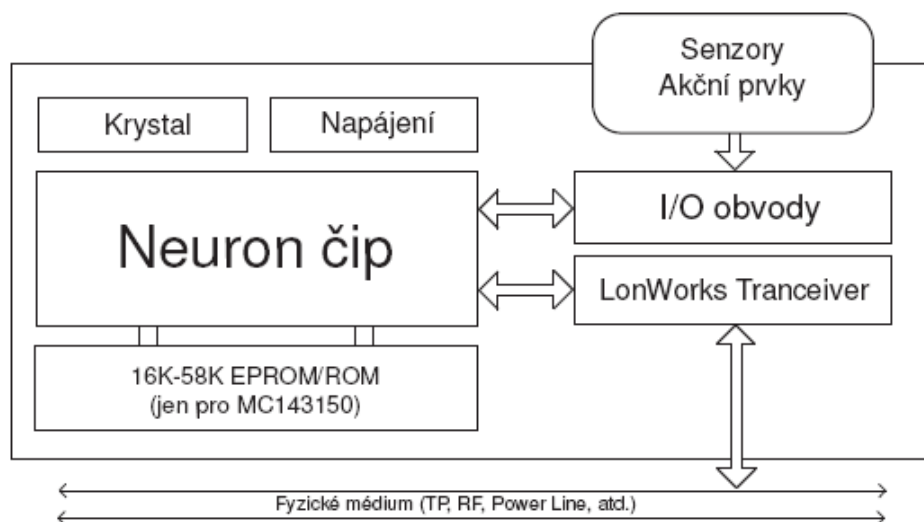 Senzory
Akční prvky
Krystal
Napájení
Neuron čip
I/O obvody
LonWorks Tranceiver
16K-58K EPROM/ROM
(jen pro MC143150)
Fyzické médium (TP, RF, Power Line, atd.)